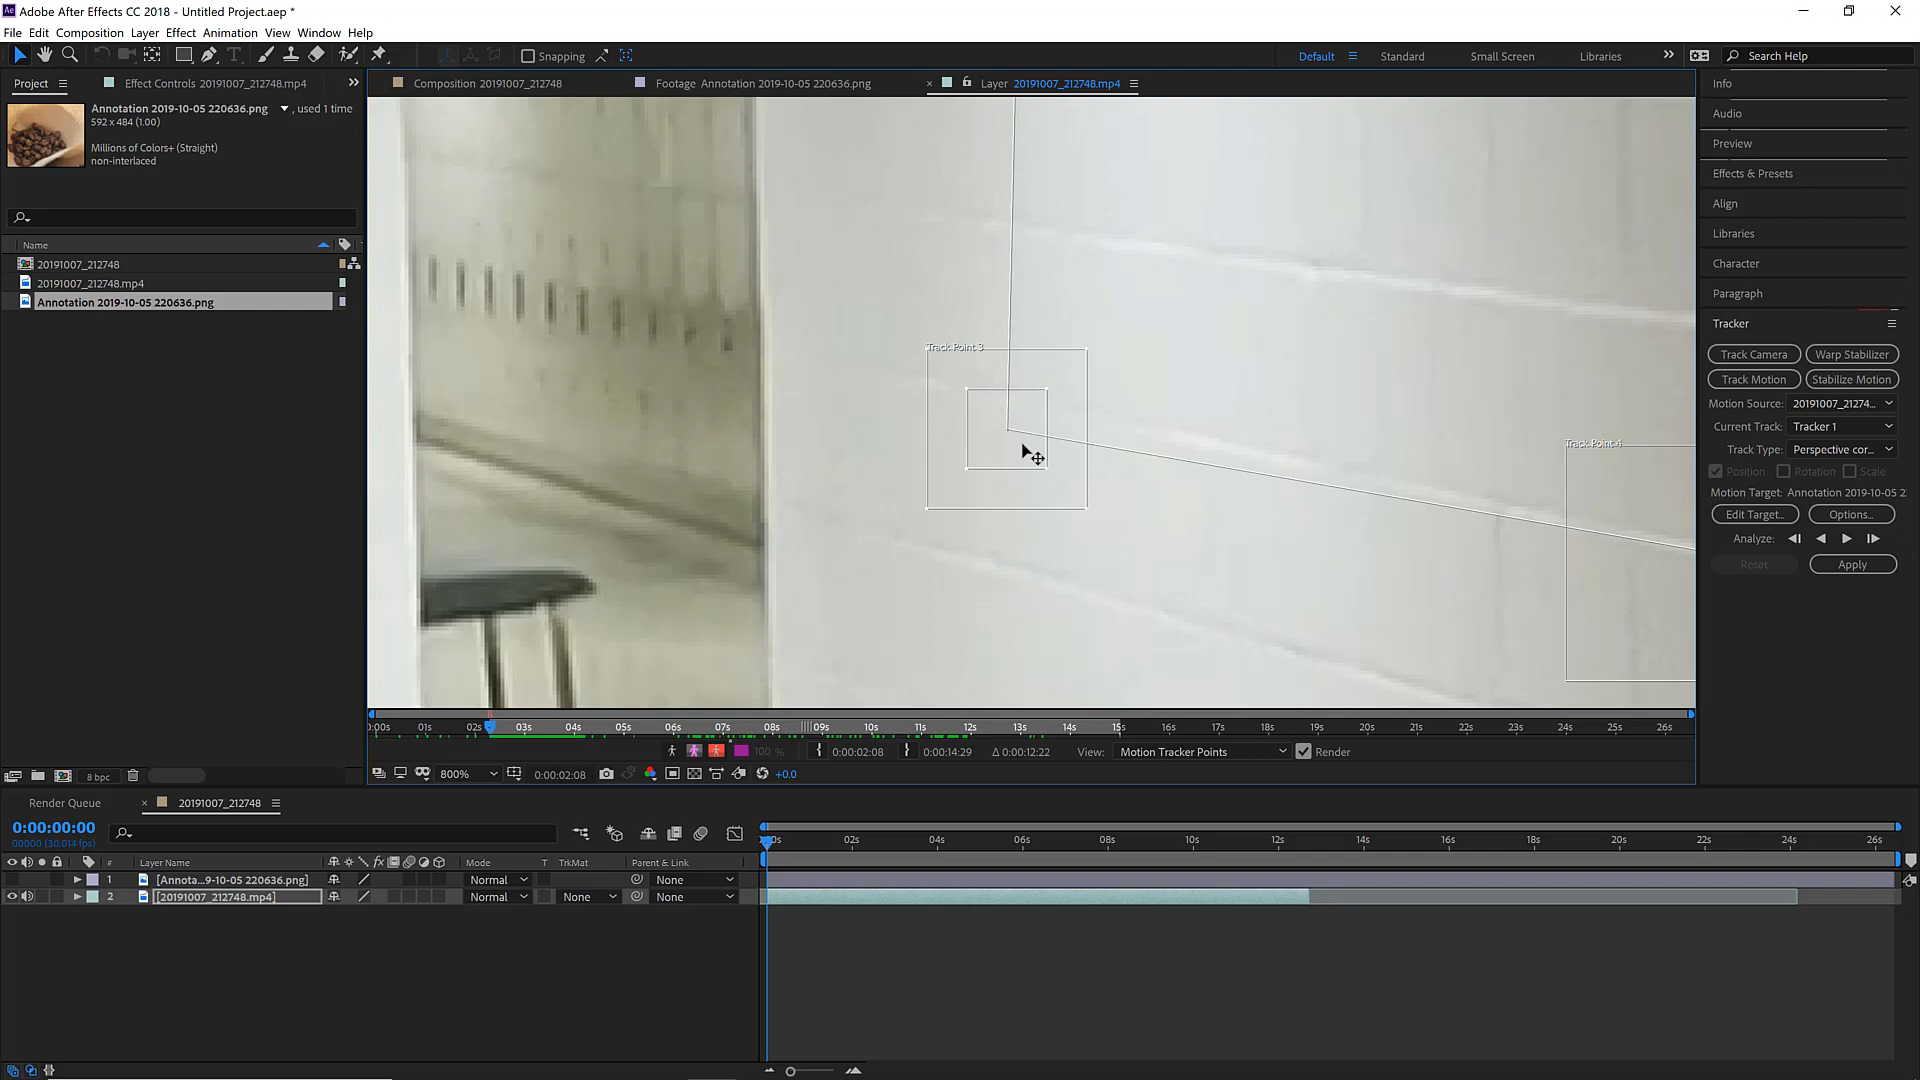 Adobe After Effects CC 2018 - Untitled Project.aep *
File Edit Composition Layer Effect Animation View Window Help
Snapping
Default Standard Small Screen Libraries Search Help
Project Effect Controls 20191007_212748.mp4
Composition 20191007_212748
Footage Annotation 2019-10-05 220636.png
Layer 20191007_212748.mp4
Annotation 2019-10-05 220636.png , used 1 time
592 x 484 (1.00)
Millions of Colors+ (Straight)
non-interlaced
Name
20191007_212748
20191007_212748.mp4
Annotation 2019-10-05 220636.png
8 bpc
Track Point 3
Track Point 4
0:00s 01s 02s 03s 04s 05s 06s 07s 08s 09s 10s 11s 12s 13s 14s 15s 16s 17s 18s 19s 20s 21s 22s 23s 24s 25s 26s
100 % 0:00:02:08 0:00:14:29 Δ 0:00:12:22 View: Motion Tracker Points Render
800% 0:00:02:08 +0.0
Info
Audio
Preview
Effects & Presets
Align
Libraries
Character
Paragraph
Tracker
Track Camera Warp Stabilizer
Track Motion Stabilize Motion
Motion Source: 20191007_21274...
Current Track: Tracker 1
Track Type: Perspective cor...
Position Rotation Scale
Motion Target: Annotation 2019-10-05 2
Edit Target... Options...
Analyze:
Reset Apply
Render Queue 20191007_212748
0:00:00:00
00000 (30.014 fps)
# Layer Name fx Mode T TrkMat Parent & Link
1 [Annota...9-10-05 220636.png] Normal None
2 [20191007_212748.mp4] Normal None None
00s 02s 04s 06s 08s 10s 12s 14s 16s 18s 20s 22s 24s 26s